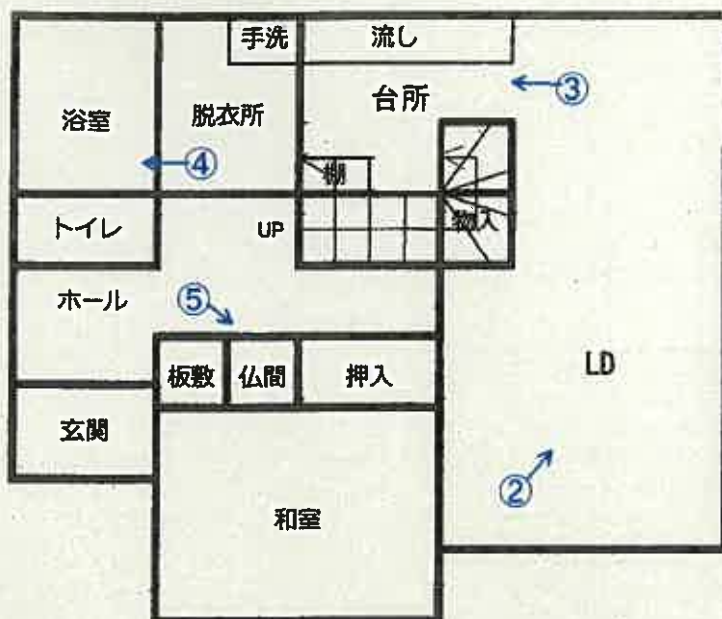 手洗
流し
③
台所
浴室
脱衣所
④
棚
トイレ
UP
物入
ホール
⑤
LD
板敷
仏間
押入
玄関
②
和室